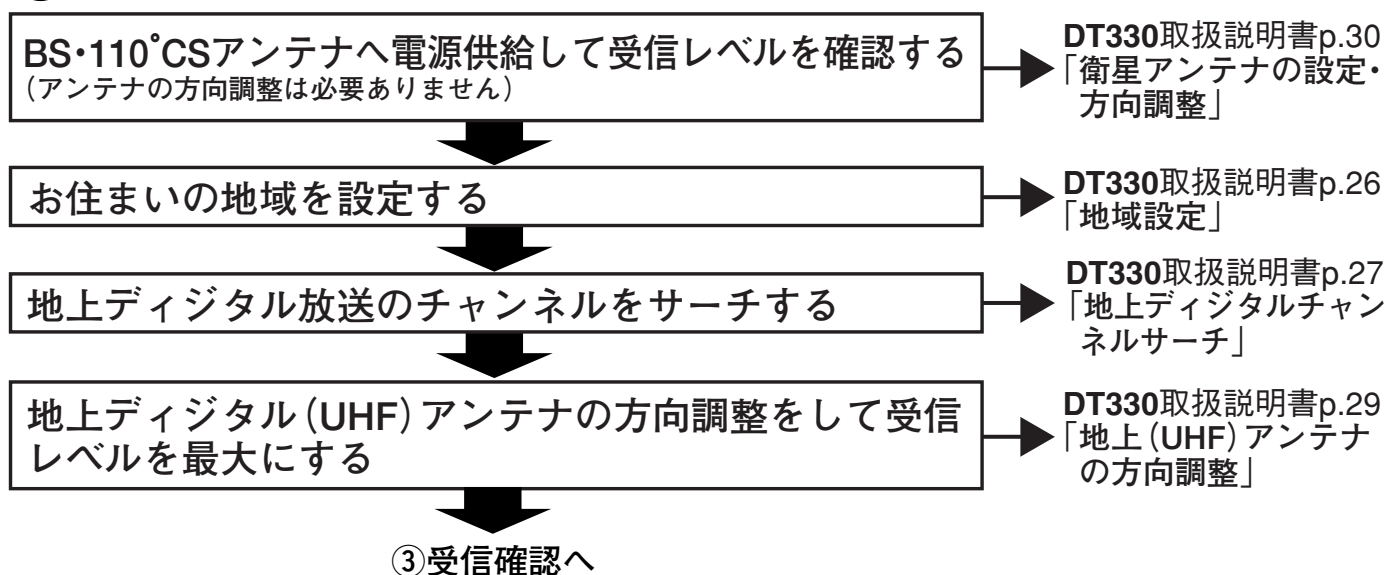 BS・110°CSアンテナへ電源供給して受信レベルを確認する
（アンテナの方向調整は必要ありません）
DT330取扱説明書p.30
「衛星アンテナの設定・
方向調整」
お住まいの地域を設定する
DT330取扱説明書p.26
「地域設定」
地上ディジタル放送のチャンネルをサーチする
DT330取扱説明書p.27
「地上ディジタルチャン
ネルサーチ」
地上ディジタル（UHF）アンテナの方向調整をして受信
レベルを最大にする
DT330取扱説明書p.29
「地上（UHF）アンテナ
の方向調整」
③受信確認へ